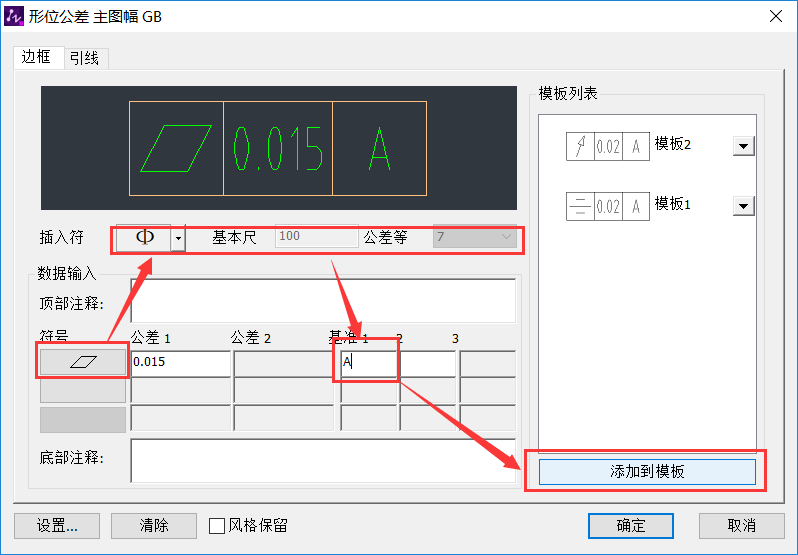 形位公差 主图幅 GB
边框 引线
0.015 A
插入符 Φ 基本尺 100 公差等 7
数据输入
顶部注释:
符号 公差 1 公差 2 基准 1 2 3
0.015 A
底部注释:
模板列表
0.02 A 模板2
0.02 A 模板1
添加到模板
设置... 清除 风格保留 确定 取消